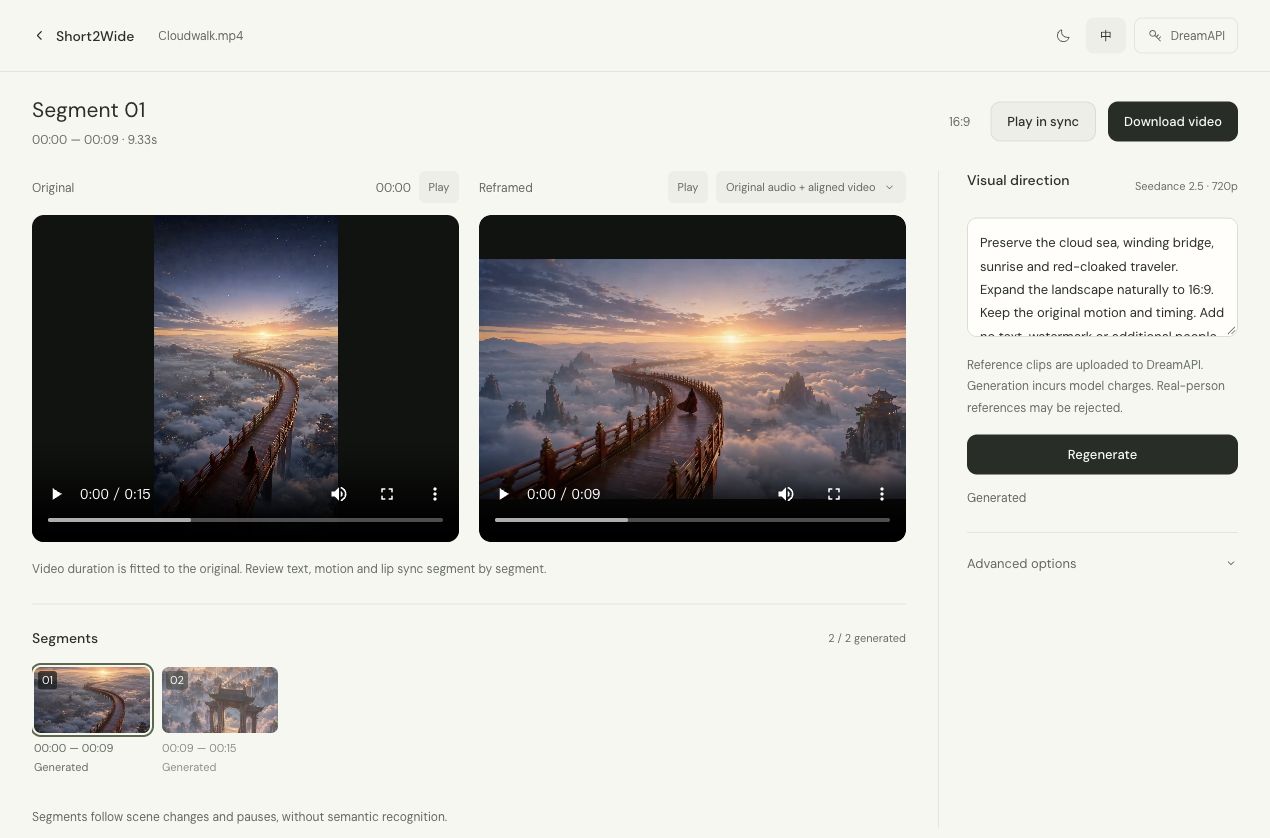 Short2Wide
Cloudwalk.mp4
中
DreamAPI
Segment 01
00:00 — 00:09 · 9.33s
16:9
Play in sync
Download video
Original
00:00
Play
Reframed
Play
Original audio + aligned video
0:00 / 0:15
0:00 / 0:09
Video duration is fitted to the original. Review text, motion and lip sync segment by segment.
Segments
2 / 2 generated
01
02
00:00 — 00:09
00:09 — 00:15
Generated
Generated
Segments follow scene changes and pauses, without semantic recognition.
Visual direction
Seedance 2.5 · 720p
Preserve the cloud sea, winding bridge,
sunrise and red-cloaked traveler.
Expand the landscape naturally to 16:9.
Keep the original motion and timing. Add
no text, watermark or additional people
Reference clips are uploaded to DreamAPI.
Generation incurs model charges. Real-person
references may be rejected.
Regenerate
Generated
Advanced options